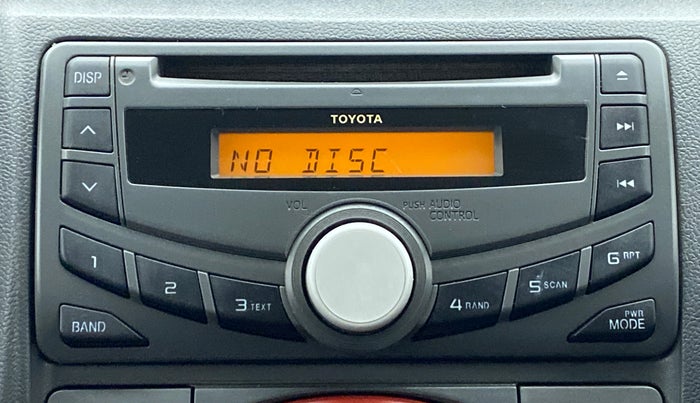 DISP
TOYOTA
NO DISC
VOL
PUSH AUDIO
CONTROL
1
2
3 TEXT
4 RAND
5 SCAN
6 RPT
BAND
PWR
MODE